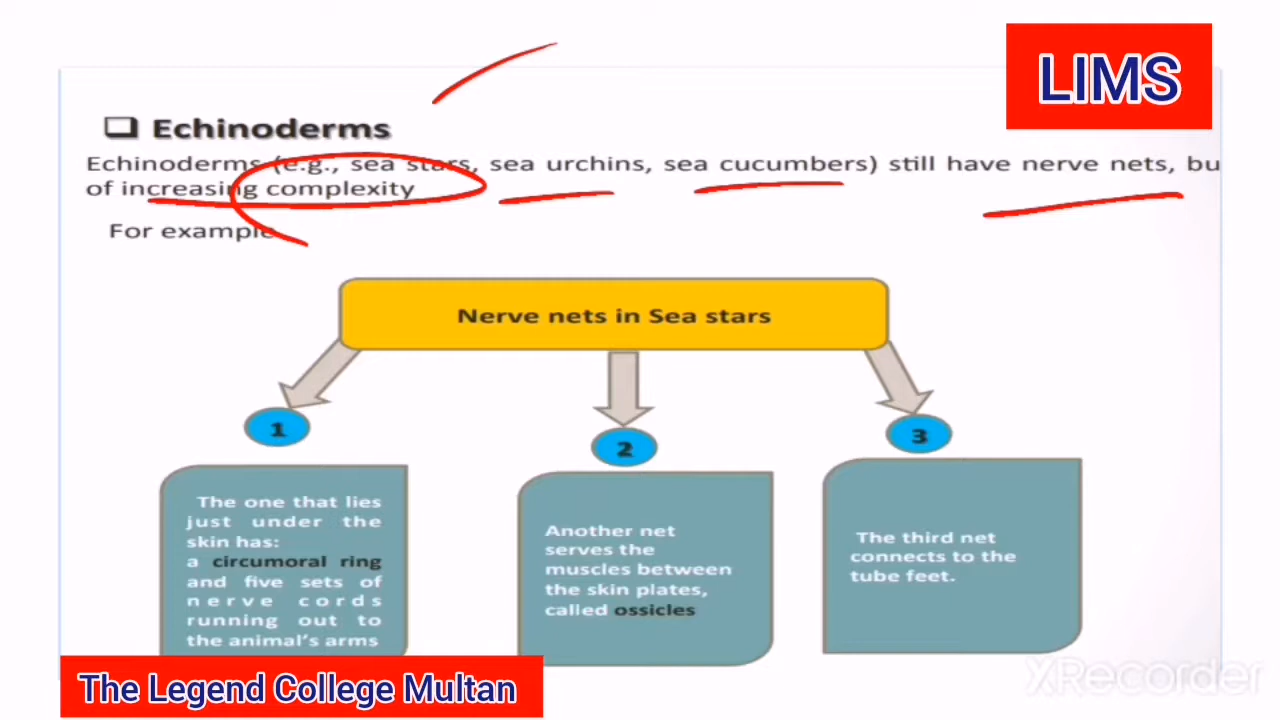 LIMS
Echinoderms
Echinoderms (e.g., sea stars, sea urchins, sea cucumbers) still have nerve nets, bu
of increasing complexity
For example
Nerve nets in Sea stars
1
2
3
The one that lies
just under the
skin has:
a circumoral ring
and five sets of
nerve cords
running out to
the animal's arms
Another net
serves the
muscles between
the skin plates,
called ossicles
The third net
connects to the
tube feet.
The Legend College Multan
XRecorder